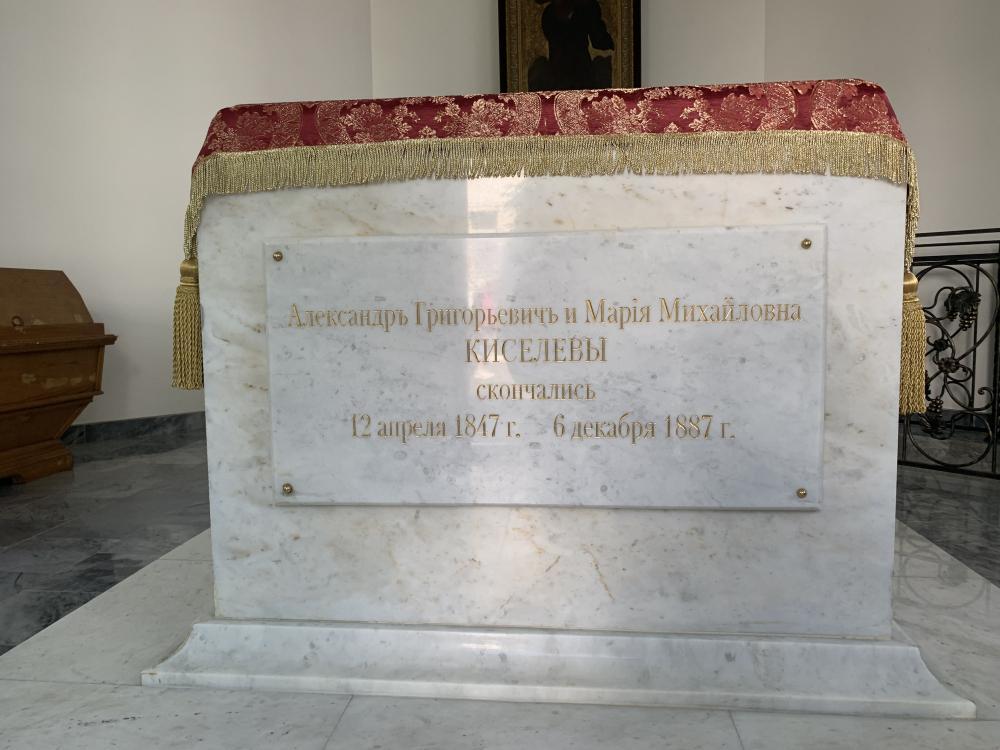 Александръ Григорьевичъ и Марія Михайловна
КИСЕЛЕВЫ
скончались
12 апреля 1847 г. 6 декабря 1887 г.